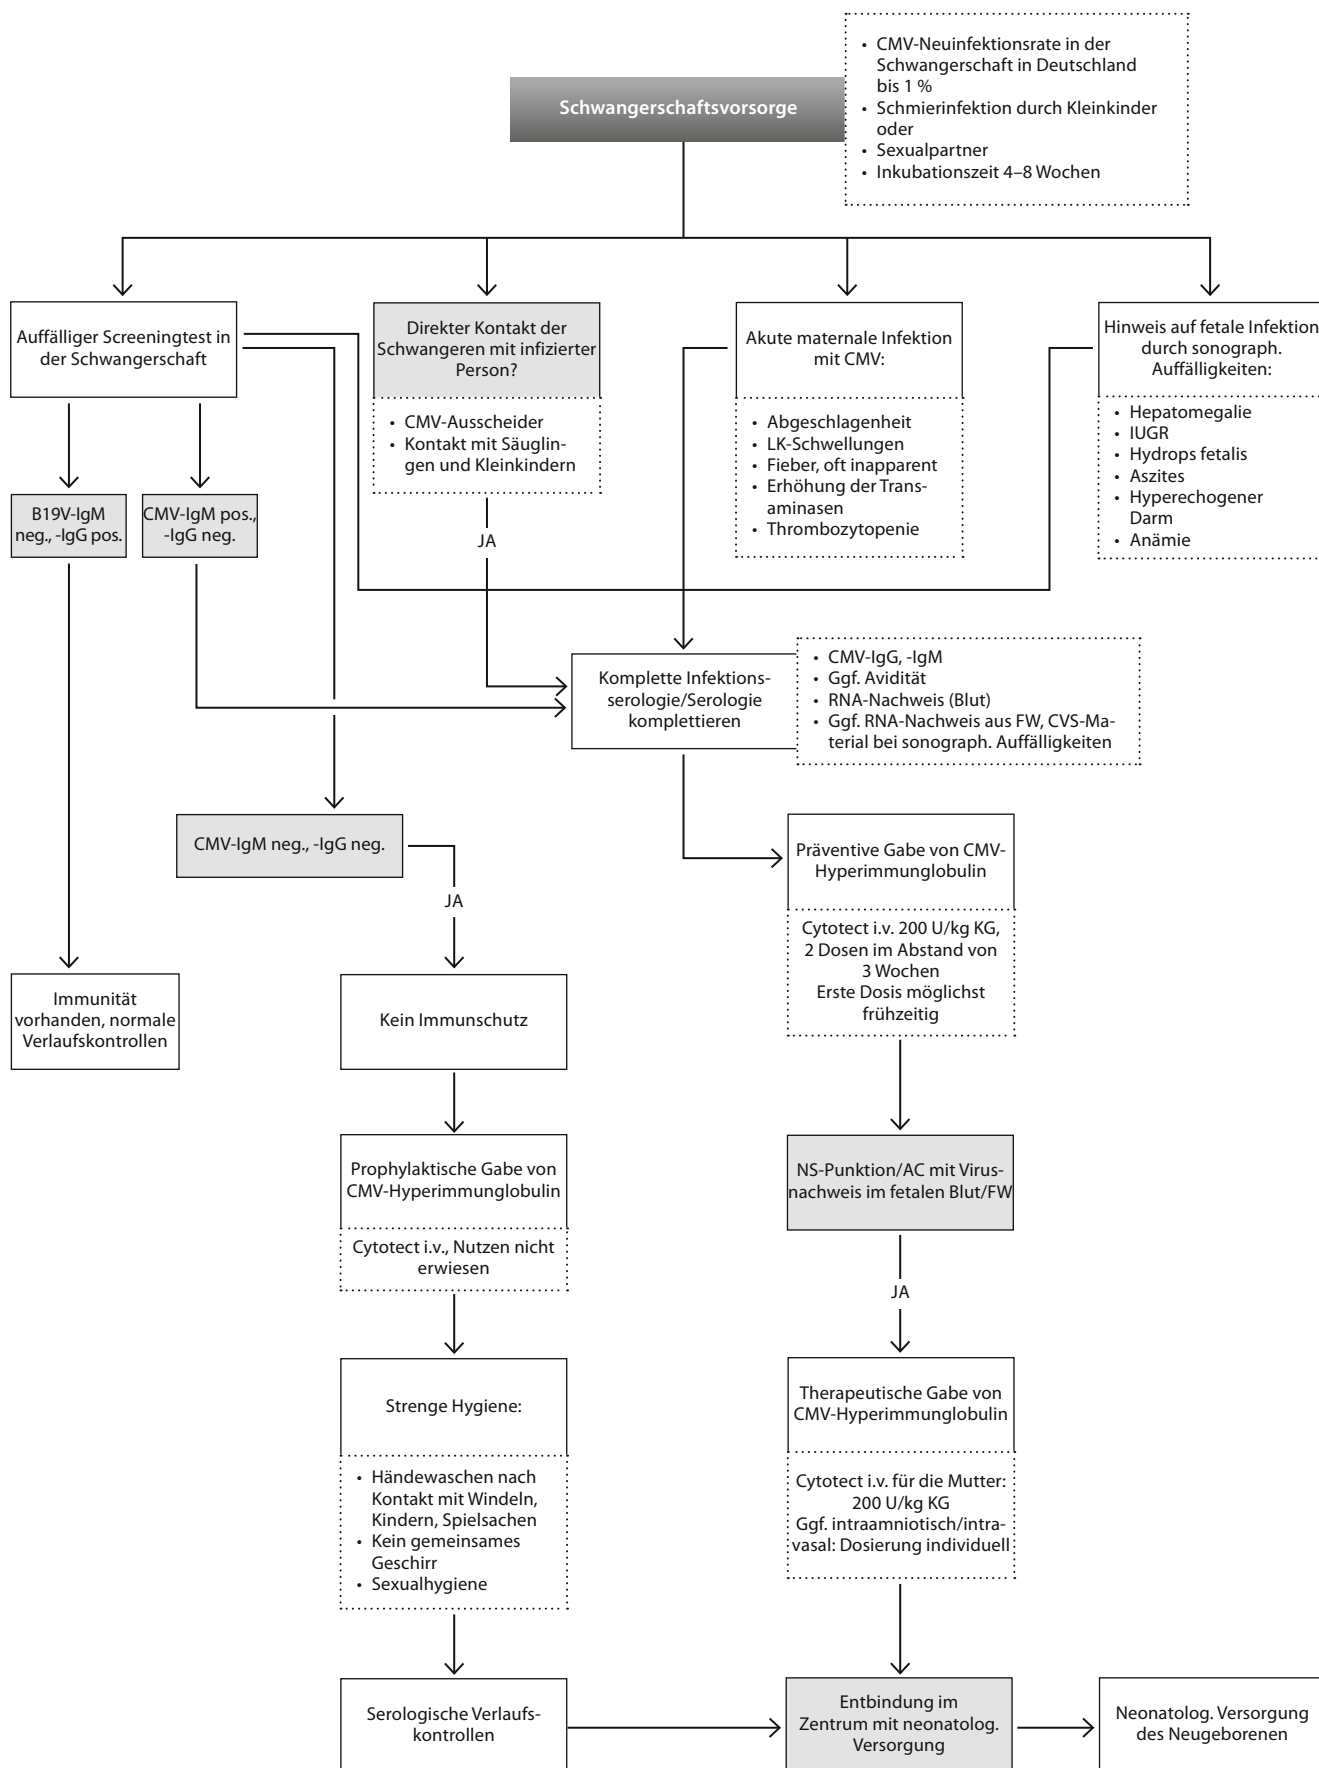 Schwangerschaftsvorsorge
• CMV-Neuinfektionsrate in der
Schwangerschaft in Deutschland
bis 1 %
• Schmierinfektion durch Kleinkinder
oder
• Sexualpartner
• Inkubationszeit 4–8 Wochen
Auffälliger Screeningtest in
der Schwangerschaft
Direkter Kontakt der
Schwangeren mit infizierter
Person?
• CMV-Ausscheider
• Kontakt mit Säuglin-
gen und Kleinkindern
Akute maternale Infektion
mit CMV:
• Abgeschlagenheit
• LK-Schwellungen
• Fieber, oft inapparent
• Erhöhung der Trans-
aminasen
• Thrombozytopenie
Hinweis auf fetale Infektion
durch sonograph.
Auffälligkeiten:
• Hepatomegalie
• IUGR
• Hydrops fetalis
• Aszites
• Hyperechogener
Darm
• Anämie
B19V-IgM
neg., -IgG pos.
CMV-IgM pos.,
-IgG neg.
JA
Komplette Infektions-
serologie/Serologie
komplettieren
• CMV-IgG, -IgM
• Ggf. Avidität
• RNA-Nachweis (Blut)
• Ggf. RNA-Nachweis aus FW, CVS-Ma-
terial bei sonograph. Auffälligkeiten
CMV-IgM neg., -IgG neg.
JA
Präventive Gabe von CMV-
Hyperimmunglobulin
Cytotect i.v. 200 U/kg KG,
2 Dosen im Abstand von
3 Wochen
Erste Dosis möglichst
frühzeitig
Immunität
vorhanden, normale
Verlaufskontrollen
Kein Immunschutz
Prophylaktische Gabe von
CMV-Hyperimmunglobulin
Cytotect i.v., Nutzen nicht
erwiesen
NS-Punktion/AC mit Virus-
nachweis im fetalen Blut/FW
JA
Strenge Hygiene:
• Händewaschen nach
Kontakt mit Windeln,
Kindern, Spielsachen
• Kein gemeinsames
Geschirr
• Sexualhygiene
Therapeutische Gabe von
CMV-Hyperimmunglobulin
Cytotect i.v. für die Mutter:
200 U/kg KG
Ggf. intraamniotisch/intra-
vasal: Dosierung individuell
Serologische Verlaufs-
kontrollen
Entbindung im
Zentrum mit neonatolog.
Versorgung
Neonatolog. Versorgung
des Neugeborenen